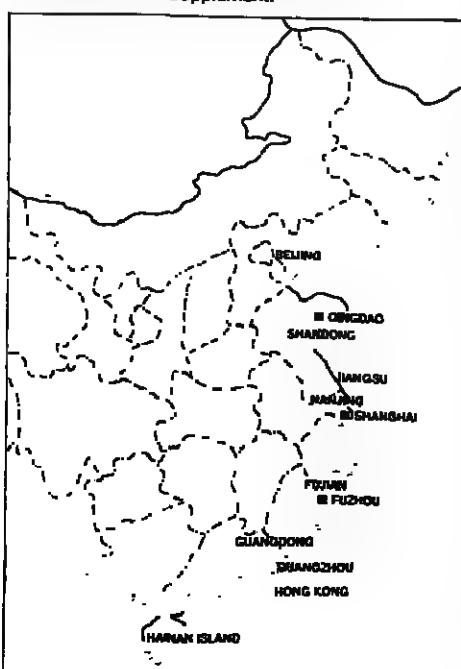 BEIJING
QINGDAO
SHANDONG
JIANGSU
NANJING
SHANGHAI
FUJIAN
FUZHOU
GUANGDONG
GUANGZHOU
HONG KONG
HAINAN ISLAND